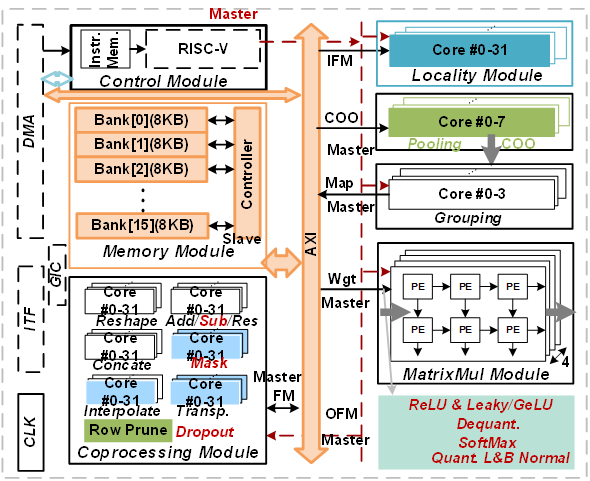 Master
Instr. Mem.
RISC-V
Control Module
IFM
Core #0-31
Locality Module
DMA
Bank[0](8KB)
Bank[1](8KB)
Bank[2](8KB)
Bank[15](8KB)
Controller
Slave
Memory Module
AXI
COO
Master
Core #0-7
Pooling
COO
Map
Master
Core #0-3
Grouping
GIC
ITF
CLK
Core #0-31
Reshape
Core #0-31
Add/Sub/Res
Core #0-31
Concate
Core #0-31
Mask
Core #0-31
Interpolate
Core #0-31
Transp.
Row Prune
Dropout
Coprocessing Module
Master
FM
Wgt
Master
PE PE PE
PE PE PE
4
MatrixMul Module
OFM
Master
ReLU & Leaky/GeLU
Dequant.
SoftMax
Quant. L&B Normal